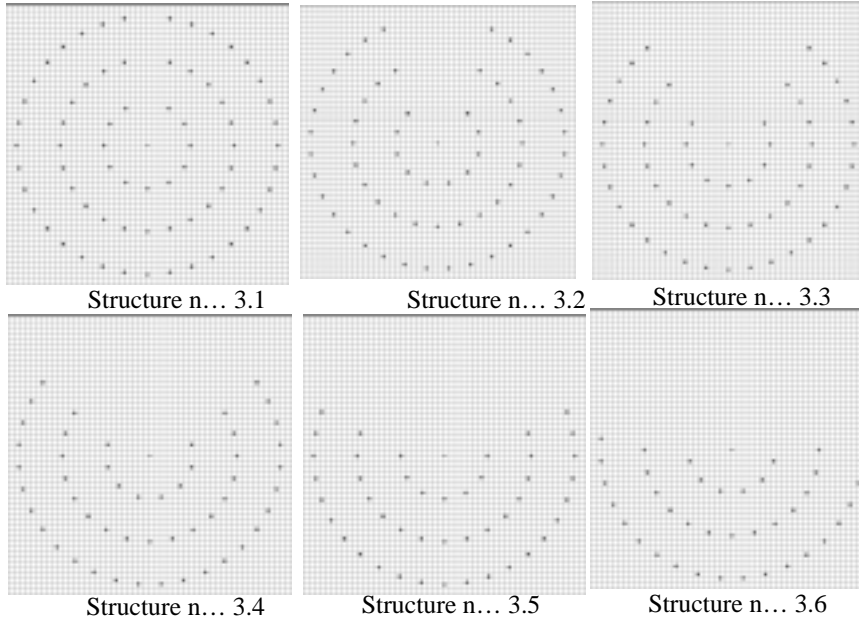 Structure n… 3.1
Structure n… 3.2
Structure n… 3.3
Structure n… 3.4
Structure n… 3.5
Structure n… 3.6